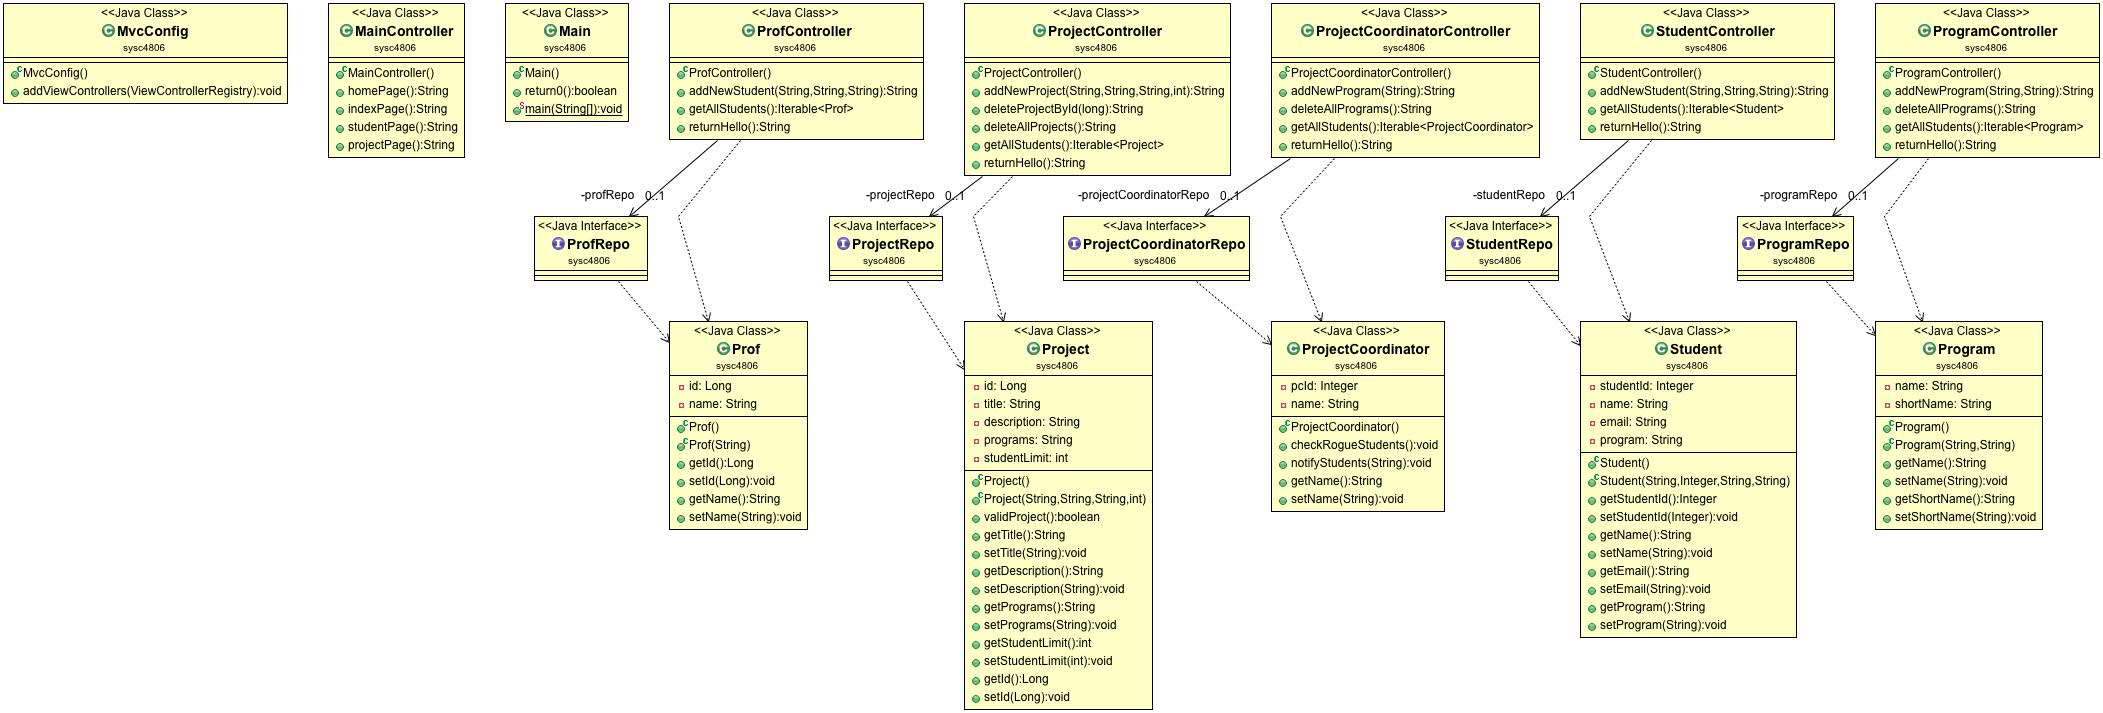 <<Java Class>>
MvcConfig
sysc4806
MvcConfig()
addViewControllers(ViewControllerRegistry):void
<<Java Class>>
MainController
sysc4806
MainController()
homePage():String
indexPage():String
studentPage():String
projectPage():String
<<Java Class>>
Main
sysc4806
Main()
return0():boolean
main(String[]):void
<<Java Class>>
ProfController
sysc4806
ProfController()
addNewStudent(String,String,String):String
getAllStudents():Iterable<Prof>
returnHello():String
<<Java Class>>
ProjectController
sysc4806
ProjectController()
addNewProject(String,String,String,int):String
deleteProjectById(long):String
deleteAllProjects():String
getAllStudents():Iterable<Project>
returnHello():String
<<Java Class>>
ProjectCoordinatorController
sysc4806
ProjectCoordinatorController()
addNewProgram(String):String
deleteAllPrograms():String
getAllStudents():Iterable<ProjectCoordinator>
returnHello():String
<<Java Class>>
StudentController
sysc4806
StudentController()
addNewStudent(String,String,String):String
getAllStudents():Iterable<Student>
returnHello():String
<<Java Class>>
ProgramController
sysc4806
ProgramController()
addNewProgram(String,String):String
deleteAllPrograms():String
getAllStudents():Iterable<Program>
returnHello():String
-profRepo 0..1
-projectRepo 0..1
-projectCoordinatorRepo 0..1
-studentRepo 0..1
-programRepo 0..1
<<Java Interface>>
ProfRepo
sysc4806
<<Java Interface>>
ProjectRepo
sysc4806
<<Java Interface>>
ProjectCoordinatorRepo
sysc4806
<<Java Interface>>
StudentRepo
sysc4806
<<Java Interface>>
ProgramRepo
sysc4806
<<Java Class>>
Prof
sysc4806
id: Long
name: String
Prof()
Prof(String)
getId():Long
setId(Long):void
getName():String
setName(String):void
<<Java Class>>
Project
sysc4806
id: Long
title: String
description: String
programs: String
studentLimit: int
Project()
Project(String,String,String,int)
validProject():boolean
getTitle():String
setTitle(String):void
getDescription():String
setDescription(String):void
getPrograms():String
setPrograms(String):void
getStudentLimit():int
setStudentLimit(int):void
getId():Long
setId(Long):void
<<Java Class>>
ProjectCoordinator
sysc4806
pcId: Integer
name: String
ProjectCoordinator()
checkRogueStudents():void
notifyStudents(String):void
getName():String
setName(String):void
<<Java Class>>
Student
sysc4806
studentId: Integer
name: String
email: String
program: String
Student()
Student(String,Integer,String,String)
getStudentId():Integer
setStudentId(Integer):void
getName():String
setName(String):void
getEmail():String
setEmail(String):void
getProgram():String
setProgram(String):void
<<Java Class>>
Program
sysc4806
name: String
shortName: String
Program()
Program(String,String)
getName():String
setName(String):void
getShortName():String
setShortName(String):void